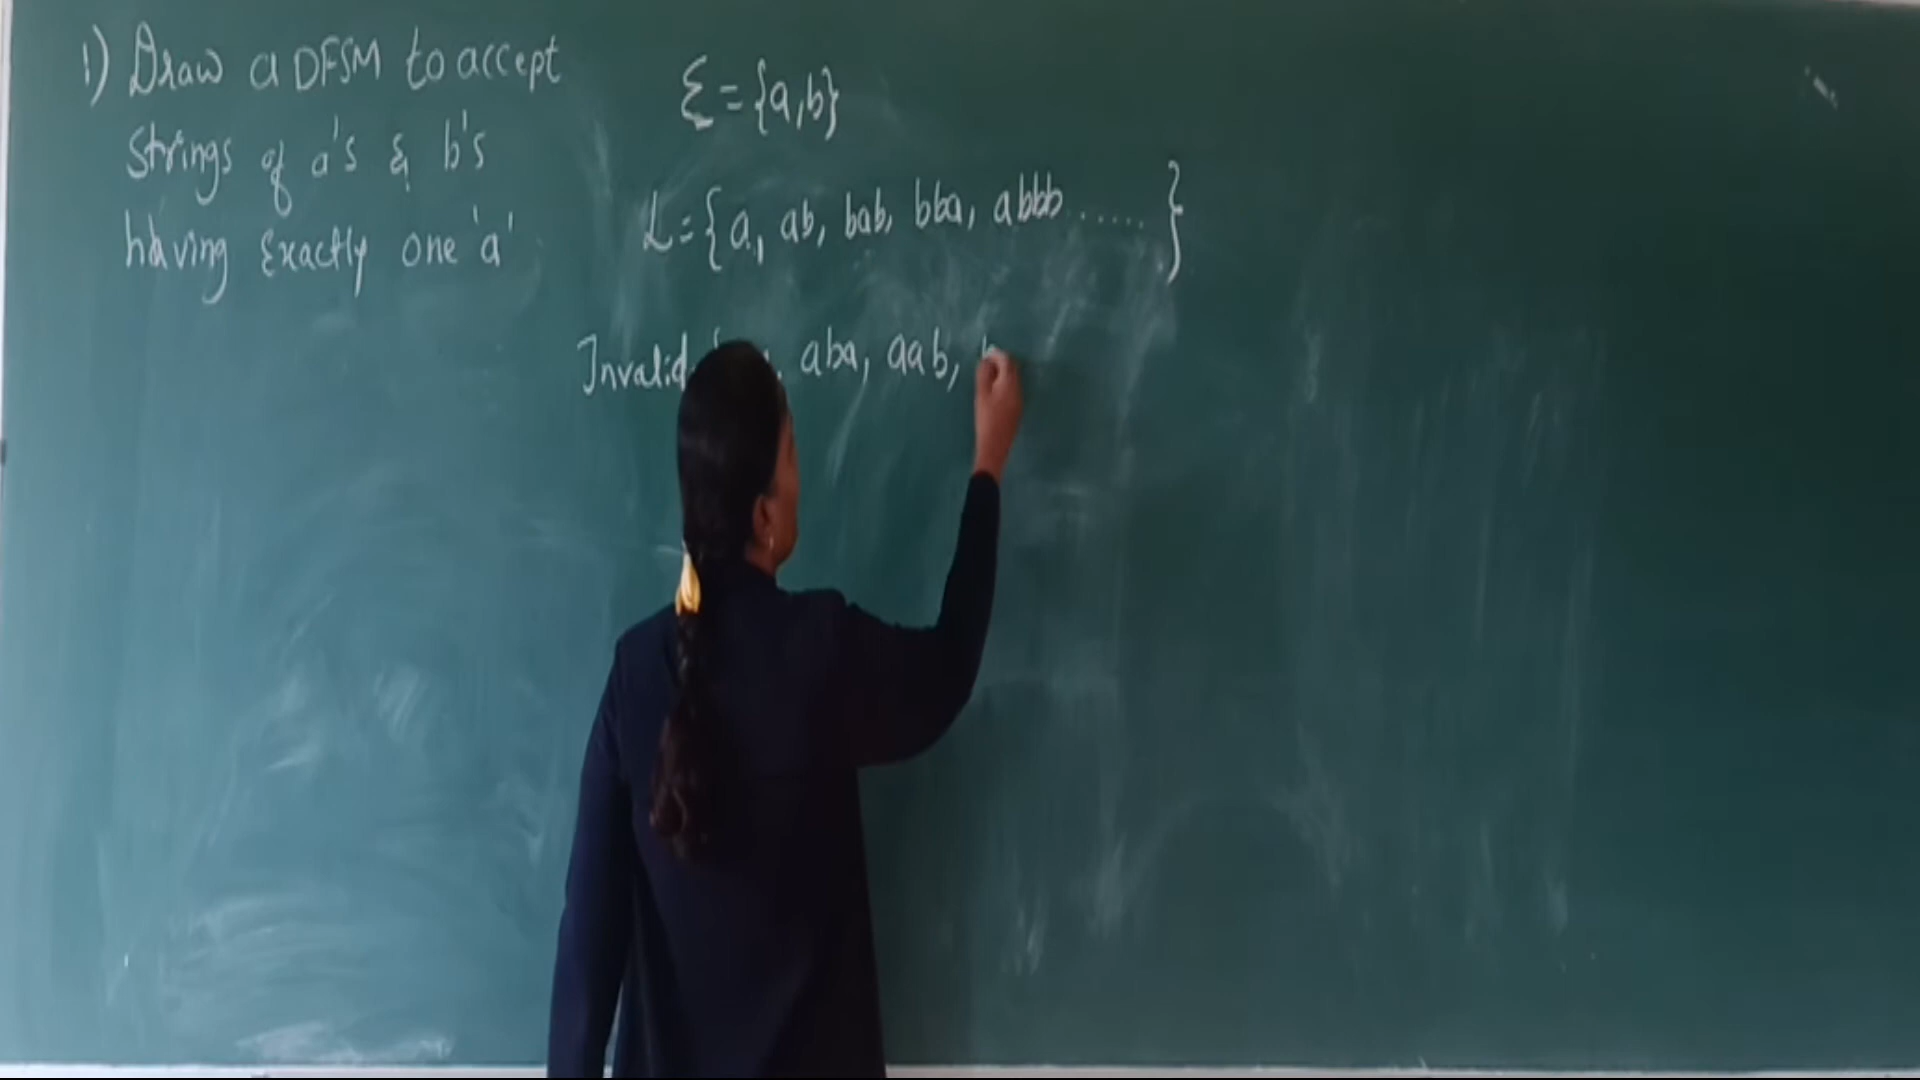 1) Draw a DFSM to accept
strings of a's & b's
having exactly one 'a'
Σ = {a,b}
L = {a, ab, bab, bba, abbb ...... }
Invalid aba, aab, b